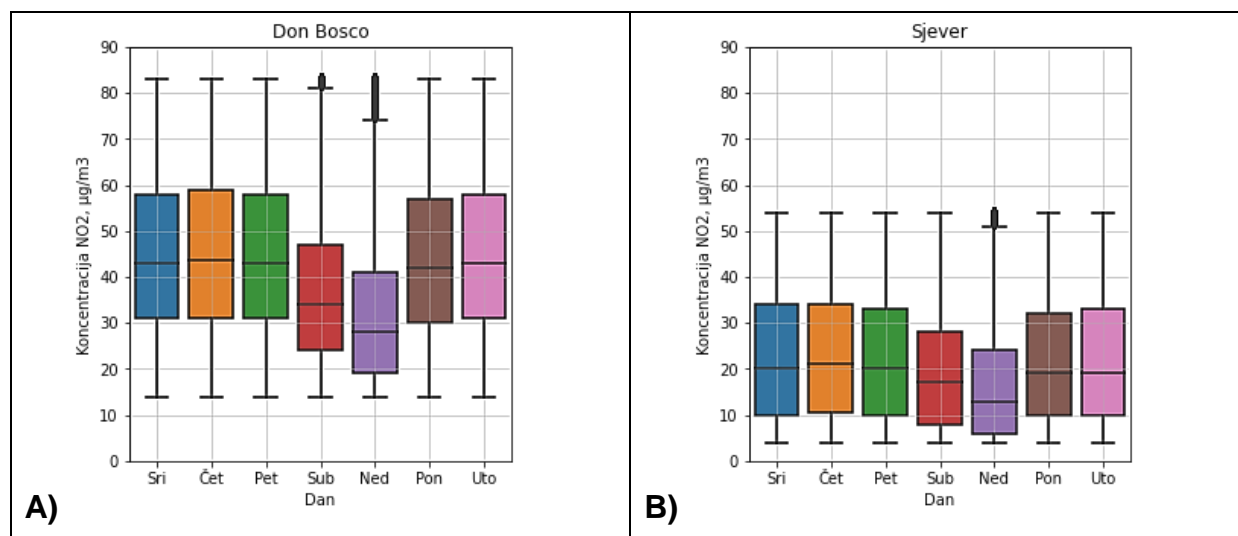 Don Bosco
Koncentracija NO2, µg/m3
90
80
70
60
50
40
30
20
10
0
Sri Čet Pet Sub Ned Pon Uto
Dan
A)
Sjever
Koncentracija NO2, µg/m3
90
80
70
60
50
40
30
20
10
0
Sri Čet Pet Sub Ned Pon Uto
Dan
B)